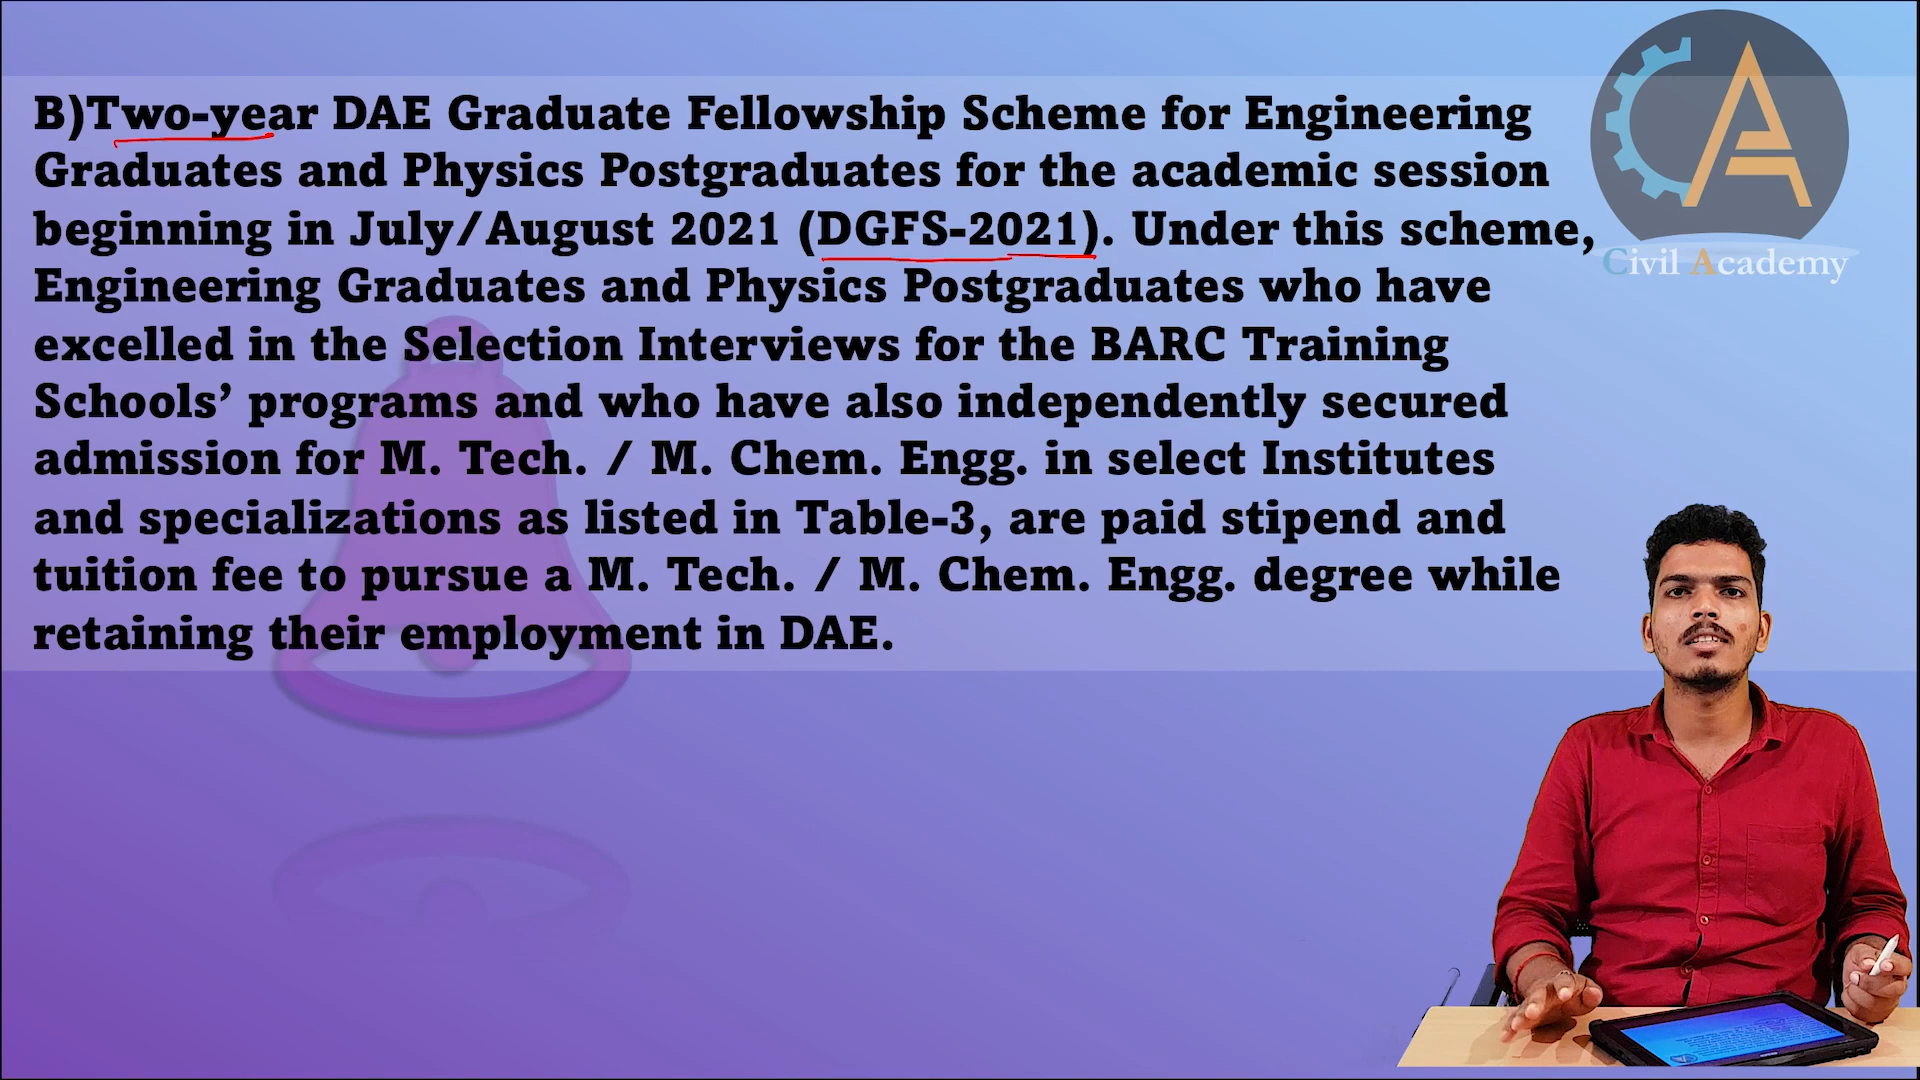 B)Two-year DAE Graduate Fellowship Scheme for Engineering
Graduates and Physics Postgraduates for the academic session
beginning in July/August 2021 (DGFS-2021). Under this scheme,
Engineering Graduates and Physics Postgraduates who have
excelled in the Selection Interviews for the BARC Training
Schools’ programs and who have also independently secured
admission for M. Tech. / M. Chem. Engg. in select Institutes
and specializations as listed in Table-3, are paid stipend and
tuition fee to pursue a M. Tech. / M. Chem. Engg. degree while
retaining their employment in DAE.
CA
Civil Academy